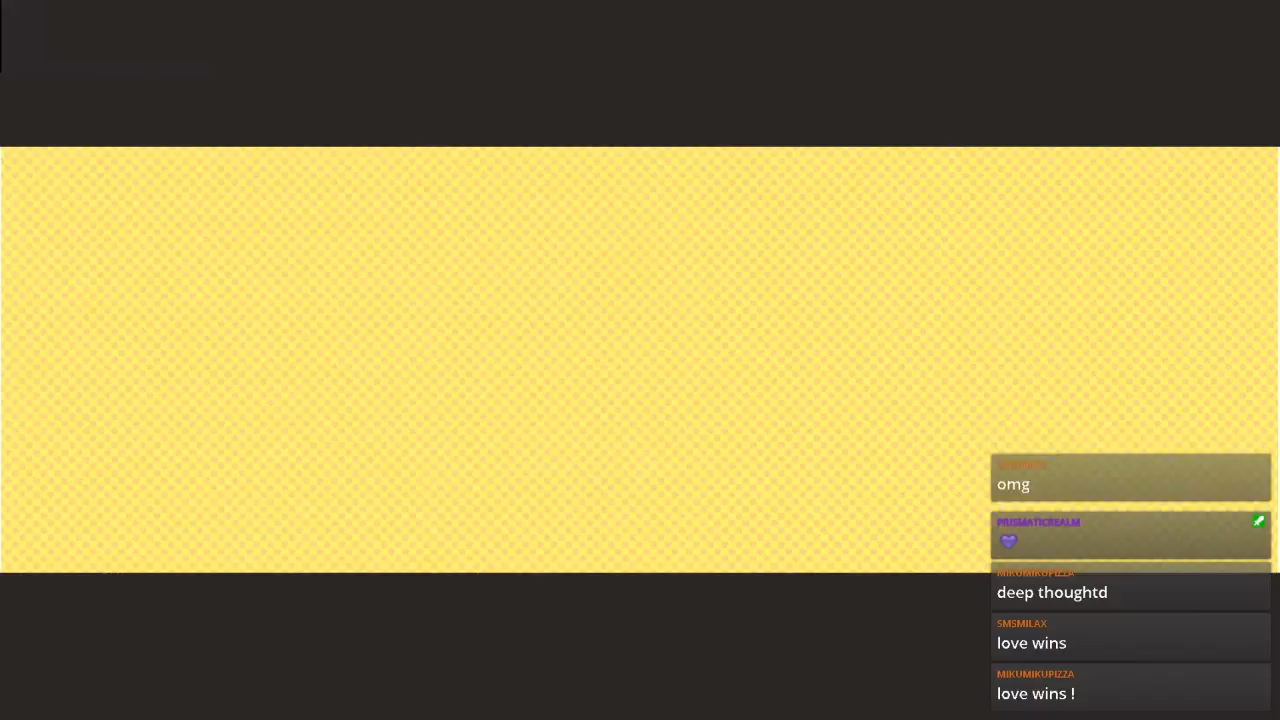 omg
PRISMATICREALM
💜
MIKUMIKUPIZZA
deep thoughtd
SMSMILAX
love wins
MIKUMIKUPIZZA
love wins !